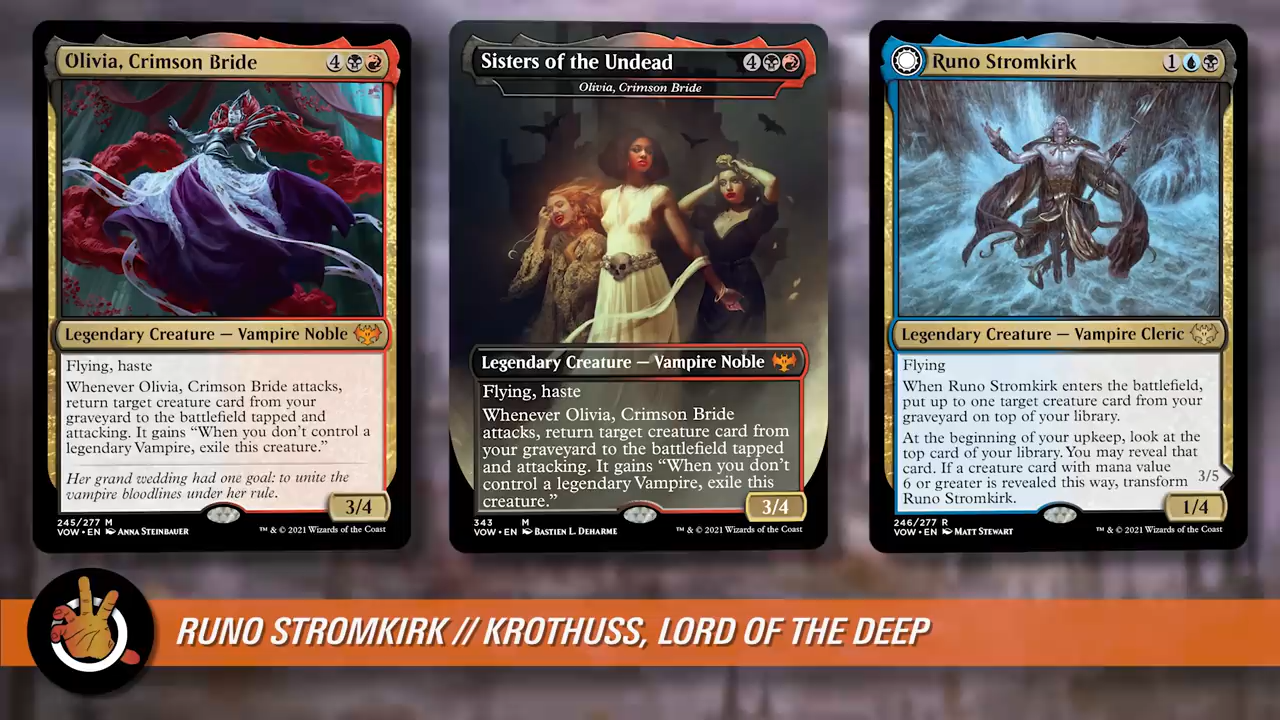 Olivia, Crimson Bride 4
Legendary Creature — Vampire Noble
Flying, haste
Whenever Olivia, Crimson Bride attacks,
return target creature card from your
graveyard to the battlefield tapped and
attacking. It gains “When you don’t control a
legendary Vampire, exile this creature.”
Her grand wedding had one goal: to unite the
vampire bloodlines under her rule.
3/4
245/277 M
VOW • EN Anna Steinbauer ™ & © 2021 Wizards of the Coast
Sisters of the Undead 4
Olivia, Crimson Bride
Legendary Creature — Vampire Noble
Flying, haste
Whenever Olivia, Crimson Bride
attacks, return target creature card from
your graveyard to the battlefield tapped
and attacking. It gains “When you don’t
control a legendary Vampire, exile this
creature.”
3/4
343 M
VOW • EN Bastien L. Deharme ™ & © 2021 Wizards of the Coast
Runo Stromkirk 1
Legendary Creature — Vampire Cleric
Flying
When Runo Stromkirk enters the battlefield,
put up to one target creature card from your
graveyard on top of your library.
At the beginning of your upkeep, look at the
top card of your library. You may reveal that
card. If a creature card with mana value
6 or greater is revealed this way, transform
Runo Stromkirk.
3/5
1/4
246/277 R
VOW • EN Matt Stewart ™ & © 2021 Wizards of the Coast
RUNO STROMKIRK // KROTHUSS, LORD OF THE DEEP